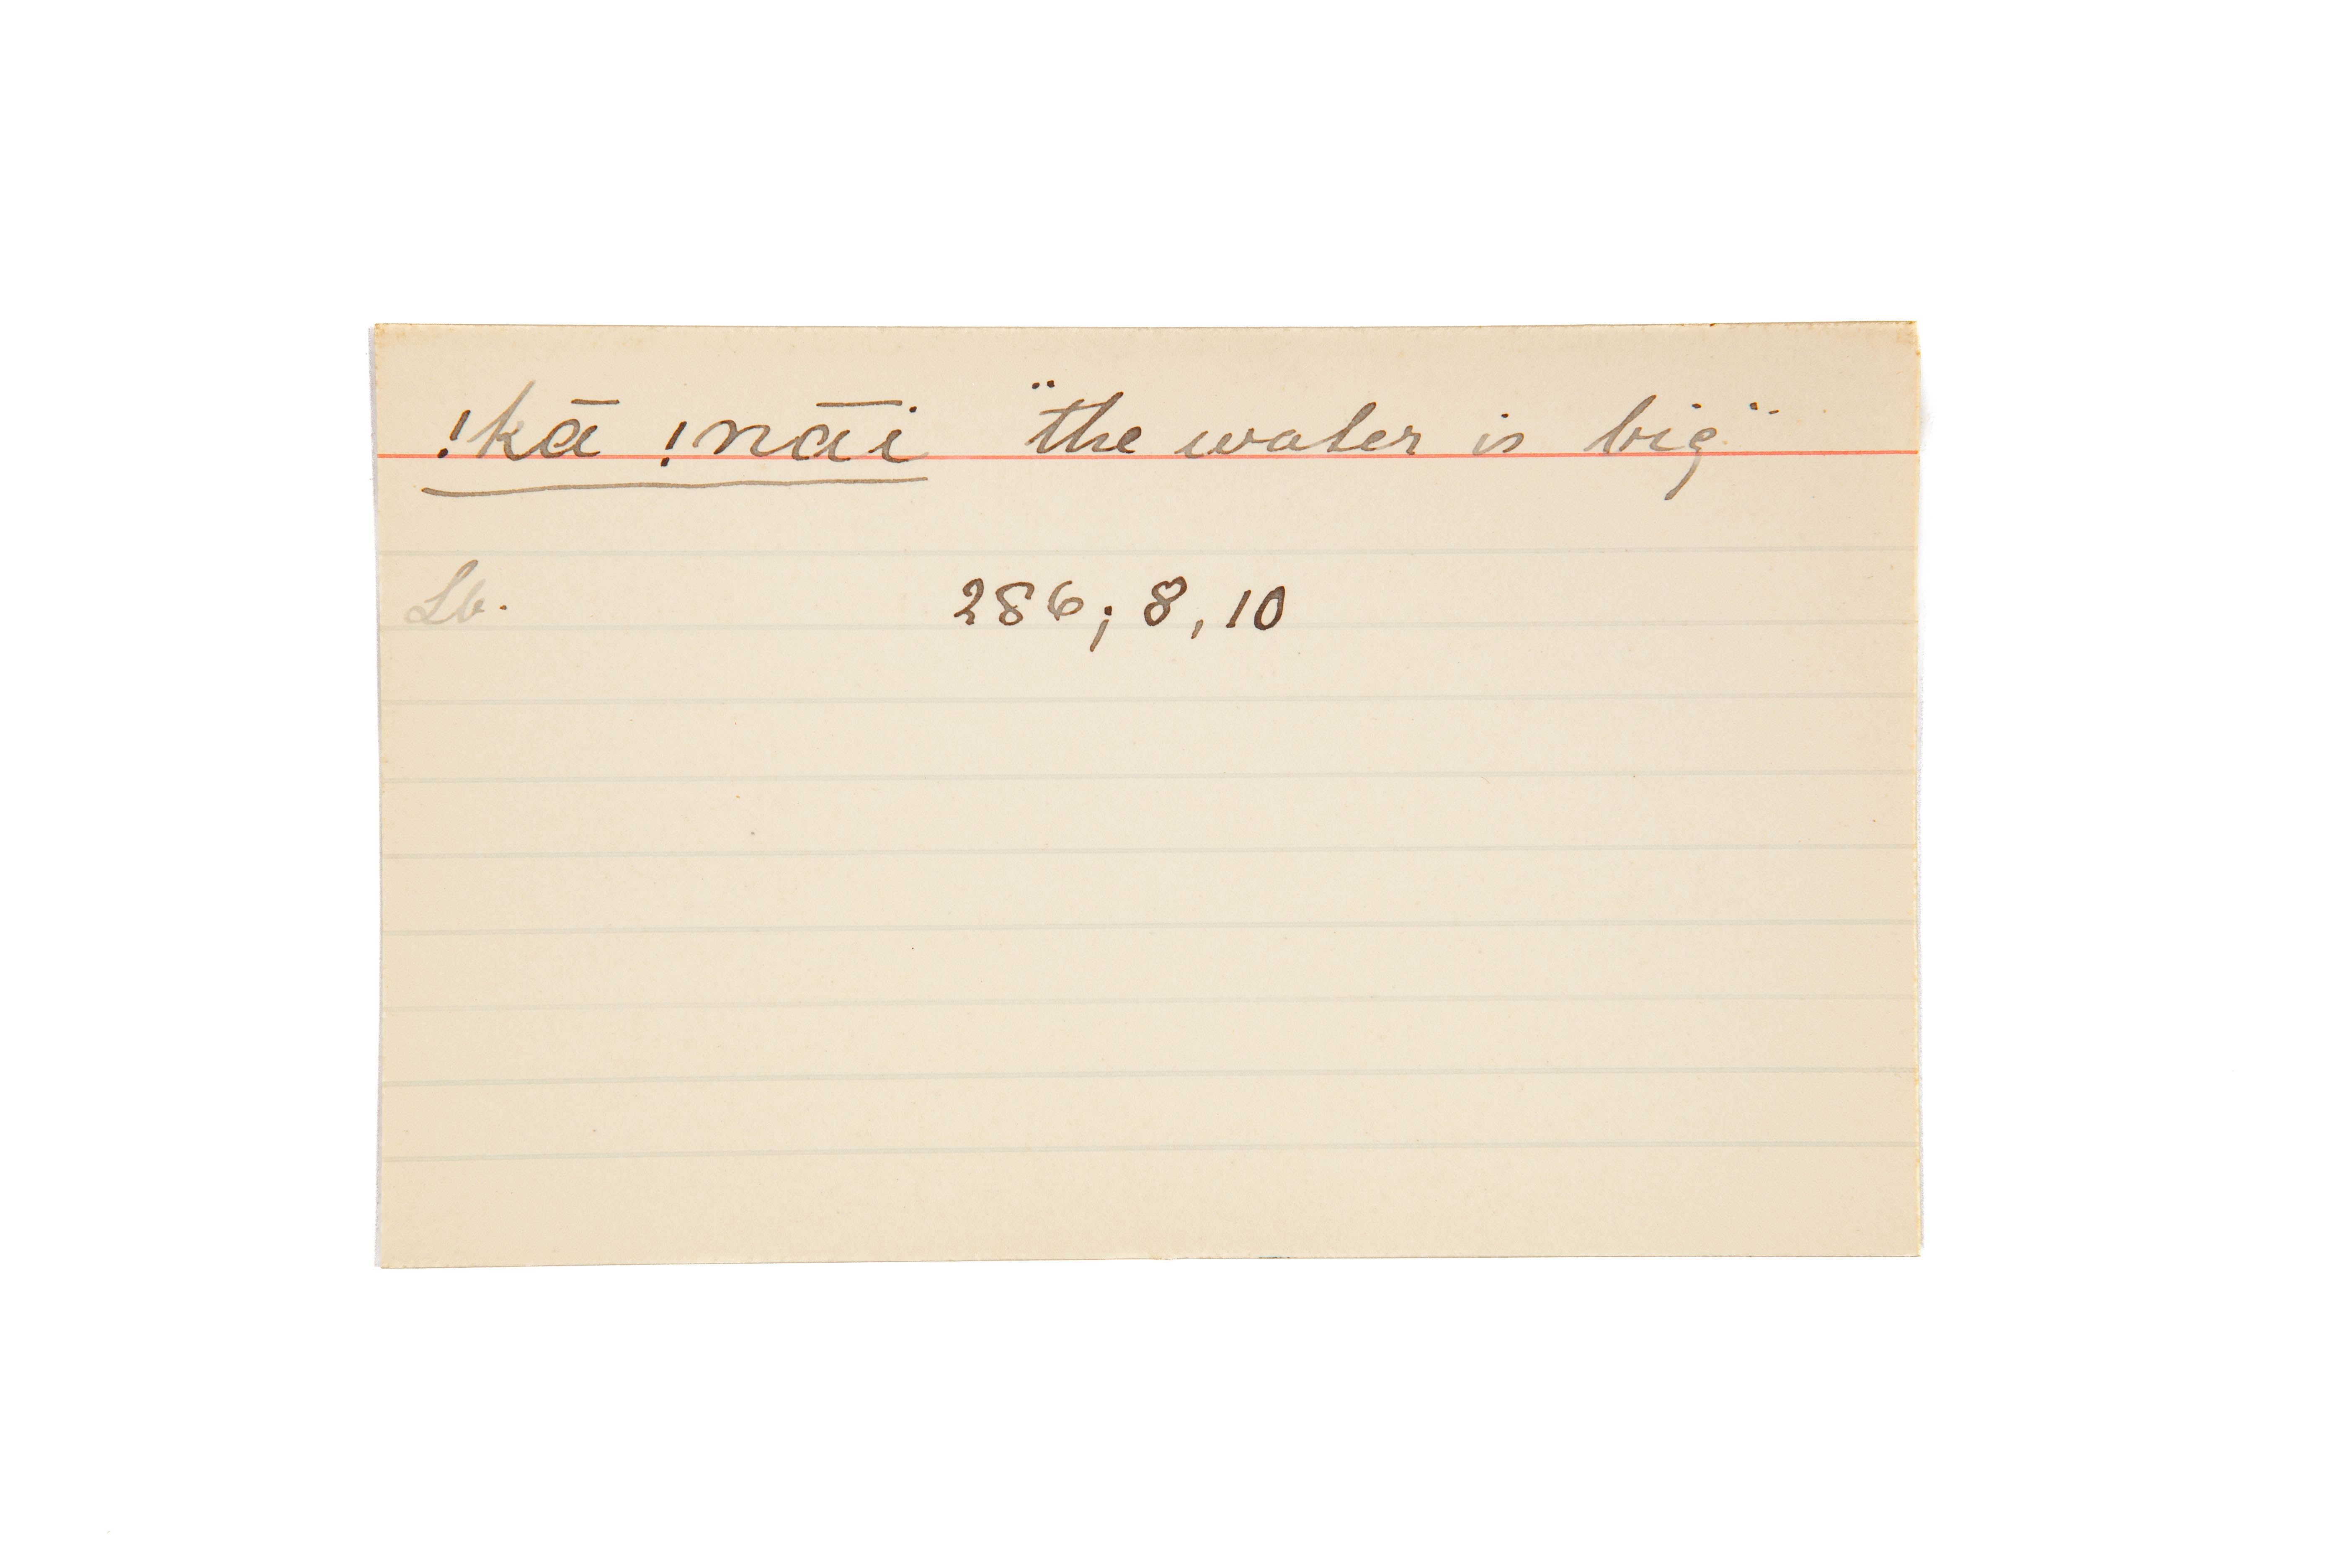 !kā !nāi "the water is big"
Lb. 286; 8, 10